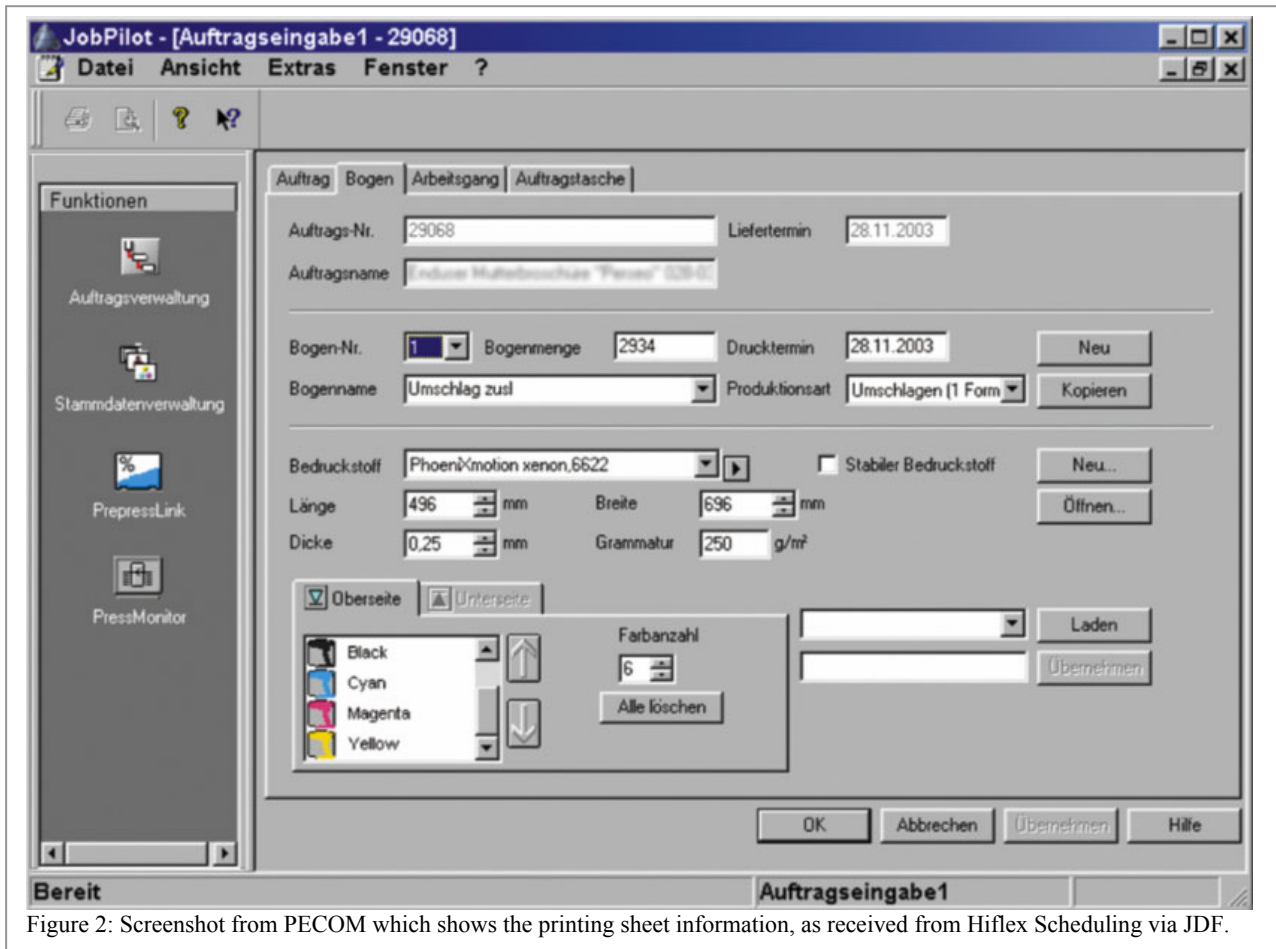 JobPilot - [Auftragseingabe1 - 29068]
Datei Ansicht Extras Fenster ?
Funktionen
Auftragsverwaltung
Stammdatenverwaltung
%
PrepressLink
PressMonitor
Auftrag Bogen Arbeitsgang Auftragstasche
Auftrags-Nr. 29068 Liefertermin 28.11.2003
Auftragsname
Bogen-Nr. 1 Bogenmenge 2934 Drucktermin 28.11.2003 Neu
Bogenname Umschlag zusl Produktionsart Umschlagen (1 Form Kopieren
Bedruckstoff PhoeniXmotion xenon,6622 Stabiler Bedruckstoff Neu...
Länge 496 mm Breite 696 mm Öffnen...
Dicke 0,25 mm Grammatur 250 g/m²
Oberseite Unterseite
Black
Cyan
Magenta
Yellow
Farbanzahl
6
Alle löschen
Laden
Übernehmen
OK Abbrechen Übernehmen Hilfe
Bereit Auftragseingabe1
Figure 2: Screenshot from PECOM which shows the printing sheet information, as received from Hiflex Scheduling via JDF.